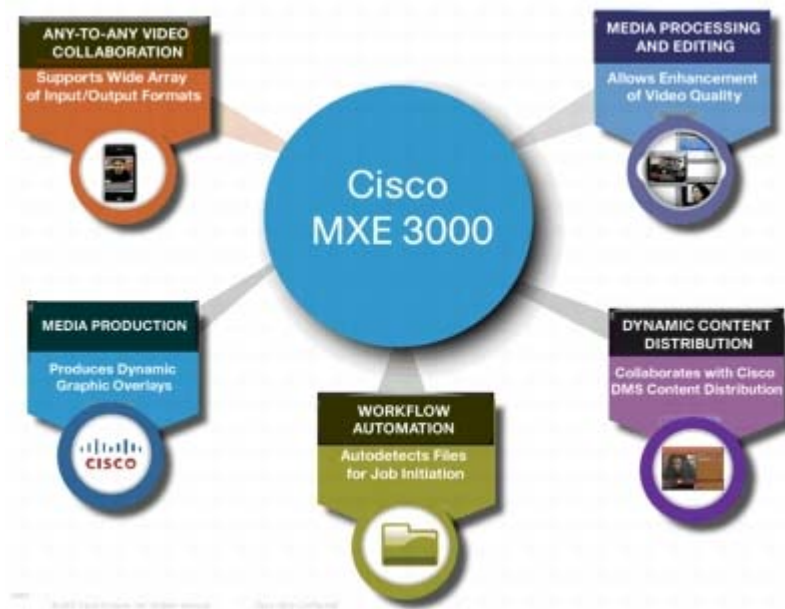 ANY-TO-ANY VIDEO
COLLABORATION
Supports Wide Array
of Input/Output Formats
MEDIA PROCESSING
AND EDITING
Allows Enhancement
of Video Quality
Cisco
MXE 3000
MEDIA PRODUCTION
Produces Dynamic
Graphic Overlays
CISCO
WORKFLOW
AUTOMATION
Autodetects Files
for Job Initiation
DYNAMIC CONTENT
DISTRIBUTION
Collaborates with Cisco
DMS Content Distribution